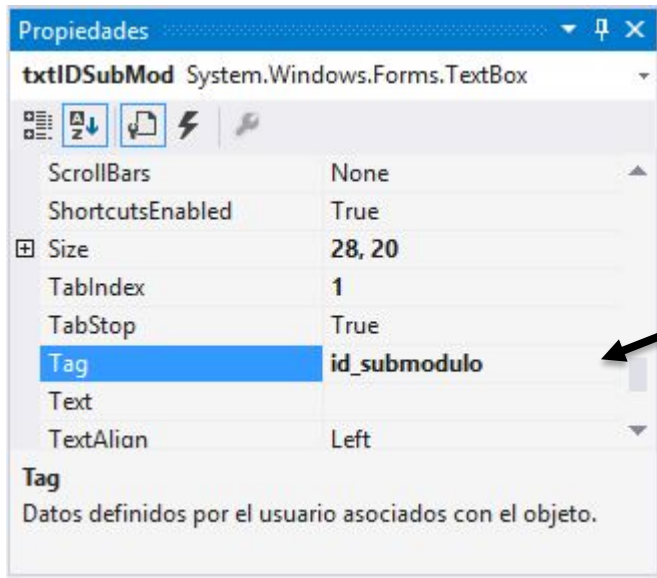 Propiedades
txtIDSubMod System.Windows.Forms.TextBox
ScrollBars None
ShortcutsEnabled True
Size 28, 20
TabIndex 1
TabStop True
Tag id_submodulo
Text
TextAlign Left
Tag
Datos definidos por el usuario asociados con el objeto.